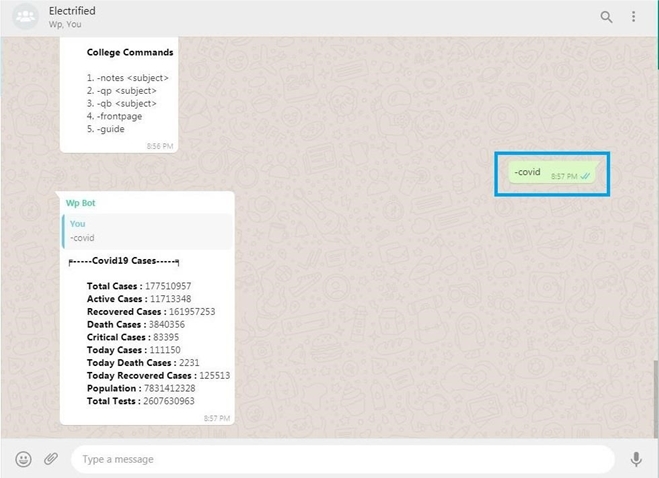 Electrified
Wp, You
College Commands
1. -notes <subject>
2. -qp <subject>
3. -qb <subject>
4. -frontpage
5. -guide
8:56 PM
-covid
8:57 PM
Wp Bot
You
-covid
-----Covid19 Cases-----
Total Cases : 177510957
Active Cases : 11713348
Recovered Cases : 161957253
Death Cases : 3840356
Critical Cases : 83395
Today Cases : 111150
Today Death Cases : 2231
Today Recovered Cases : 125513
Population : 7831412328
Total Tests : 2607630963
8:57 PM
Type a message